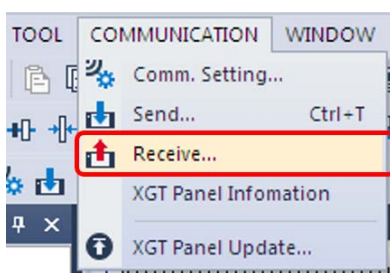 TOOL COMMUNICATION WINDOW
Comm. Setting...
Send... Ctrl+T
Receive...
XGT Panel Infomation
XGT Panel Update...